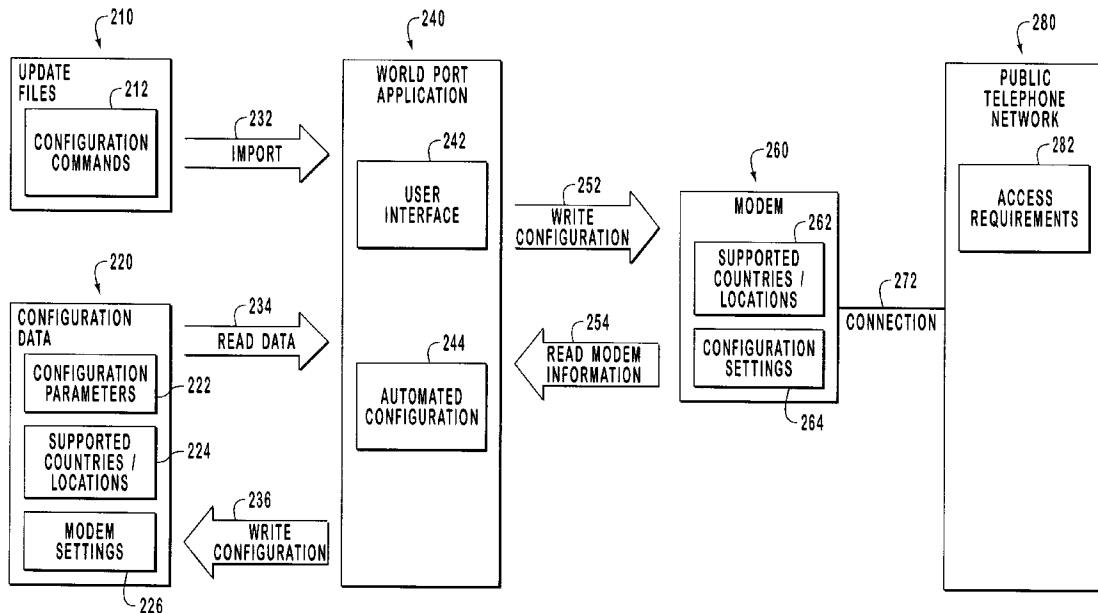 210
UPDATE
FILES
212
CONFIGURATION
COMMANDS
232
IMPORT
240
WORLD PORT
APPLICATION
242
USER
INTERFACE
252
WRITE
CONFIGURATION
260
MODEM
262
SUPPORTED
COUNTRIES /
LOCATIONS
280
PUBLIC
TELEPHONE
NETWORK
282
ACCESS
REQUIREMENTS
272
CONNECTION
220
CONFIGURATION
DATA
CONFIGURATION
PARAMETERS
222
234
READ DATA
244
AUTOMATED
CONFIGURATION
254
READ MODEM
INFORMATION
CONFIGURATION
SETTINGS
264
SUPPORTED
COUNTRIES /
LOCATIONS
224
236
WRITE
CONFIGURATION
MODEM
SETTINGS
226